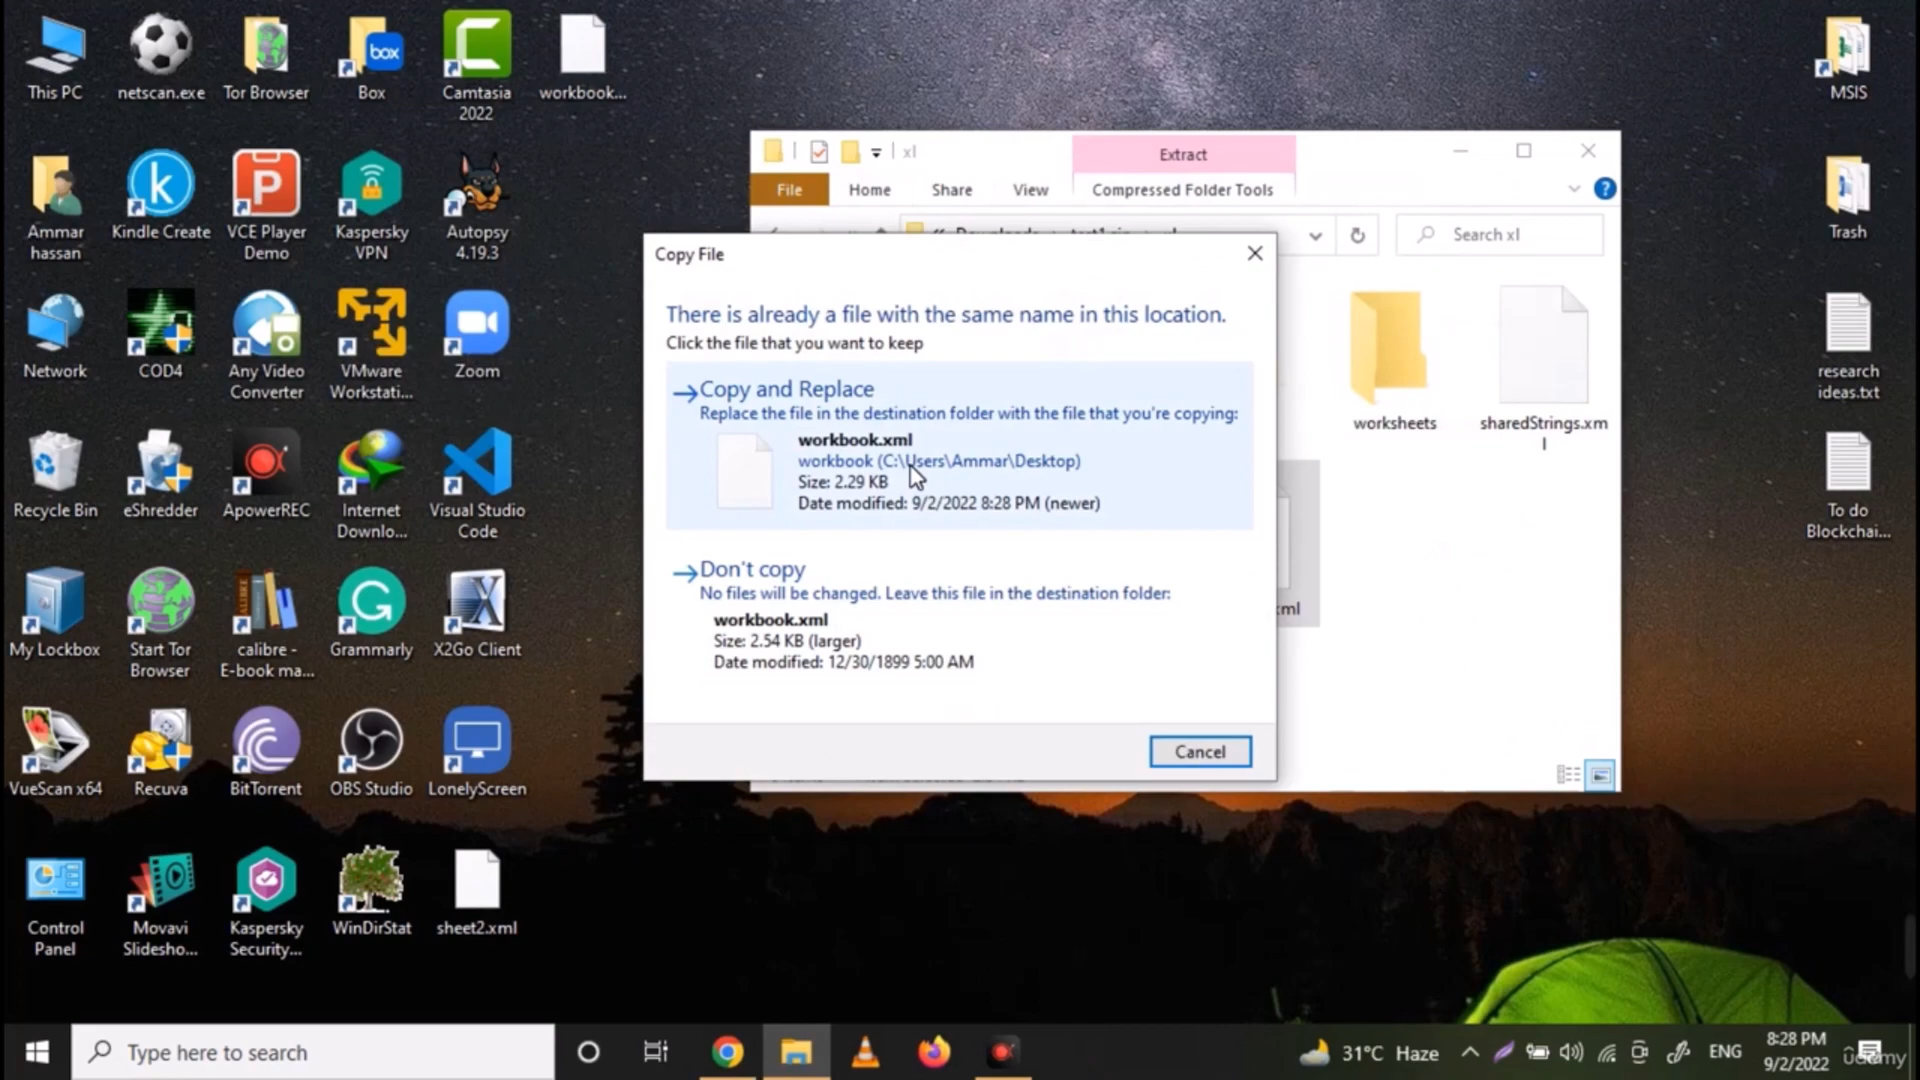 This PC
netscan.exe
Tor Browser
Box
box
Camtasia
2022
workbook...
MSIS
Ammar
hassan
Kindle Create
VCE Player
Demo
Kaspersky
VPN
Autopsy
4.19.3
Trash
Network
COD4
Any Video
Converter
VMware
Workstati...
Zoom
research
ideas.txt
Recycle Bin
eShredder
ApowerREC
Internet
Downlo...
Visual Studio
Code
To do
Blockchai...
My Lockbox
Start Tor
Browser
calibre -
E-book ma...
Grammarly
X2Go Client
VueScan x64
Recuva
BitTorrent
OBS Studio
LonelyScreen
Control
Panel
Movavi
Slidesho...
Kaspersky
Security...
WinDirStat
sheet2.xml
xl
Extract
File
Home
Share
View
Compressed Folder Tools
Search xl
worksheets
sharedStrings.xm
l
Copy File
There is already a file with the same name in this location.
Click the file that you want to keep
Copy and Replace
Replace the file in the destination folder with the file that you're copying:
workbook.xml
workbook (C:\Users\Ammar\Desktop)
Size: 2.29 KB
Date modified: 9/2/2022 8:28 PM (newer)
Don't copy
No files will be changed. Leave this file in the destination folder:
workbook.xml
Size: 2.54 KB (larger)
Date modified: 12/30/1899 5:00 AM
Cancel
Type here to search
31°C Haze
ENG
8:28 PM
9/2/2022
udemy